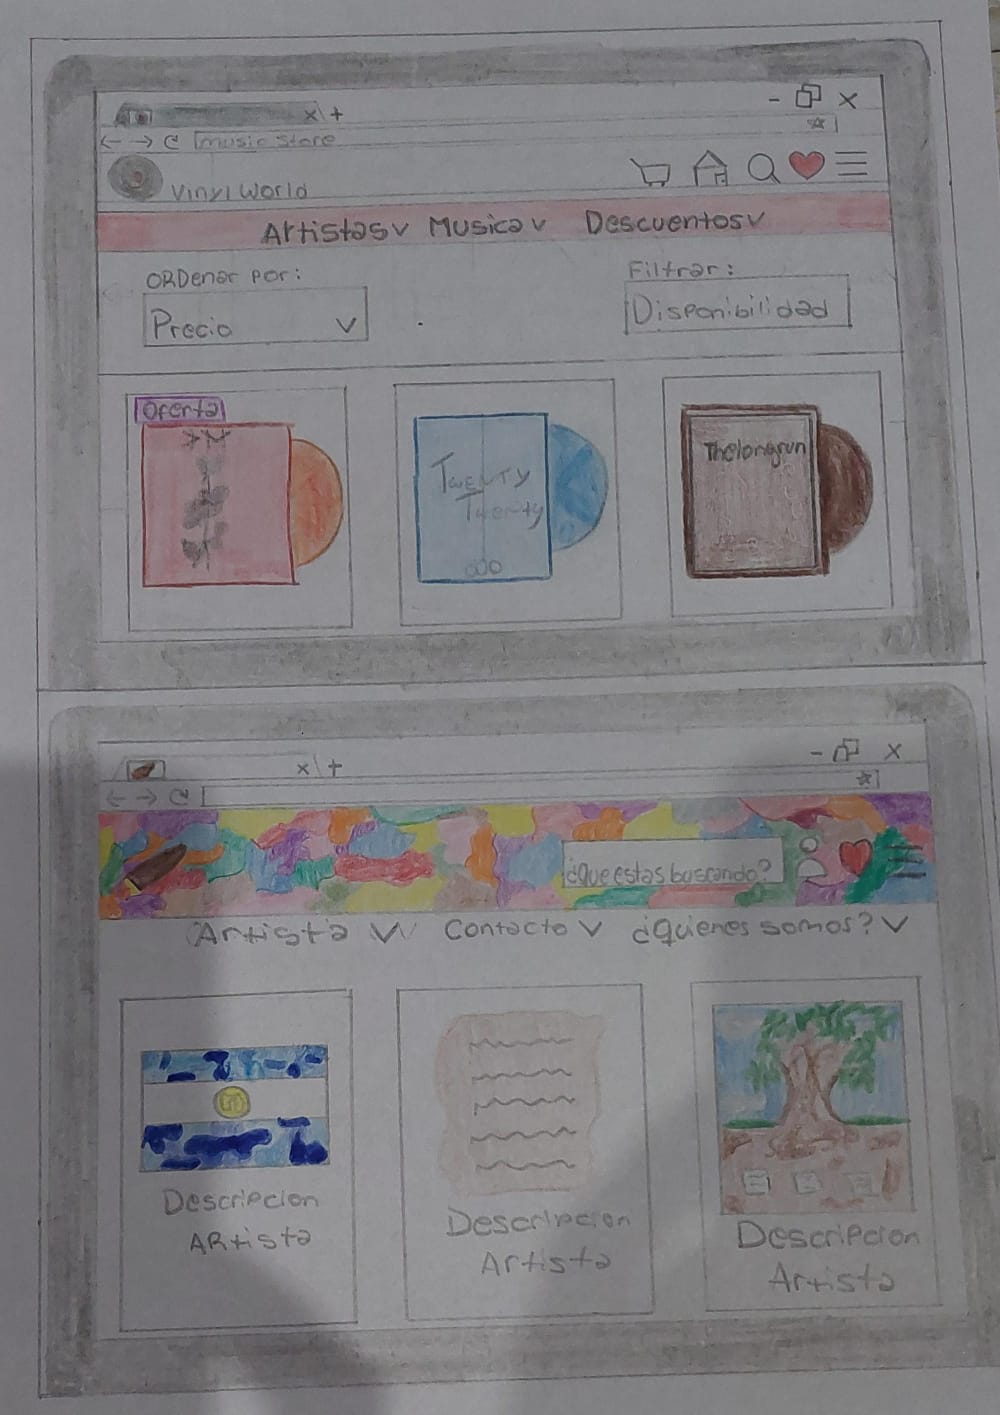 music store
Vinyl World
Artistas Musica Descuentos
Ordenar por:
Filtrar:
Precio
Disponibilidad
Oferta
Twenty
Twenty
Thelongrun
¿que estas buscando?
Artista Contacto ¿Quienes somos?
Descripcion
Artista
Descripcion
Artista
Descripcion
Artista